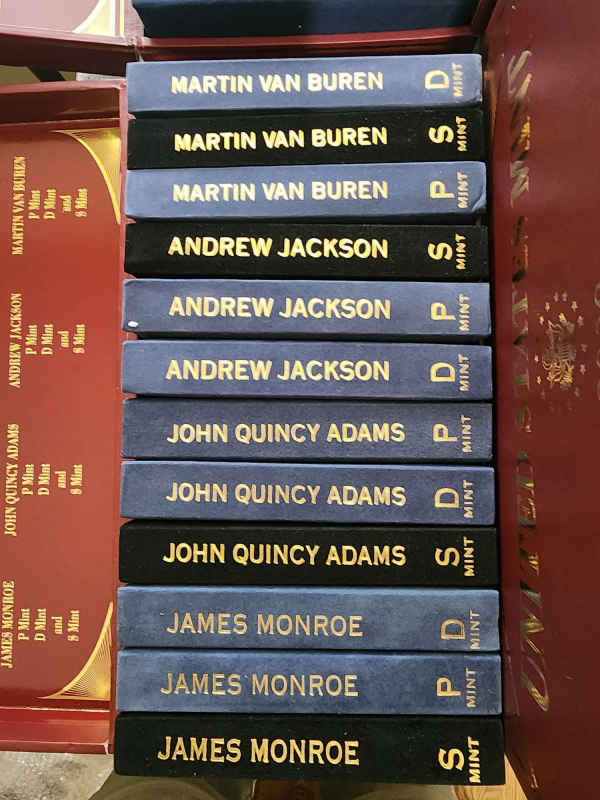 MARTIN VAN BUREN D MINT
MARTIN VAN BUREN S MINT
MARTIN VAN BUREN P MINT
ANDREW JACKSON S MINT
ANDREW JACKSON P MINT
ANDREW JACKSON D MINT
JOHN QUINCY ADAMS P MINT
JOHN QUINCY ADAMS D MINT
JOHN QUINCY ADAMS S MINT
JAMES MONROE D MINT
JAMES MONROE P MINT
JAMES MONROE S MINT
MARTIN VAN BUREN
P Mint
D Mint
and
S Mint
ANDREW JACKSON
P Mint
D Mint
and
S Mint
JOHN QUINCY ADAMS
P Mint
D Mint
and
S Mint
JAMES MONROE
P Mint
D Mint
and
S Mint
UNITED STATES